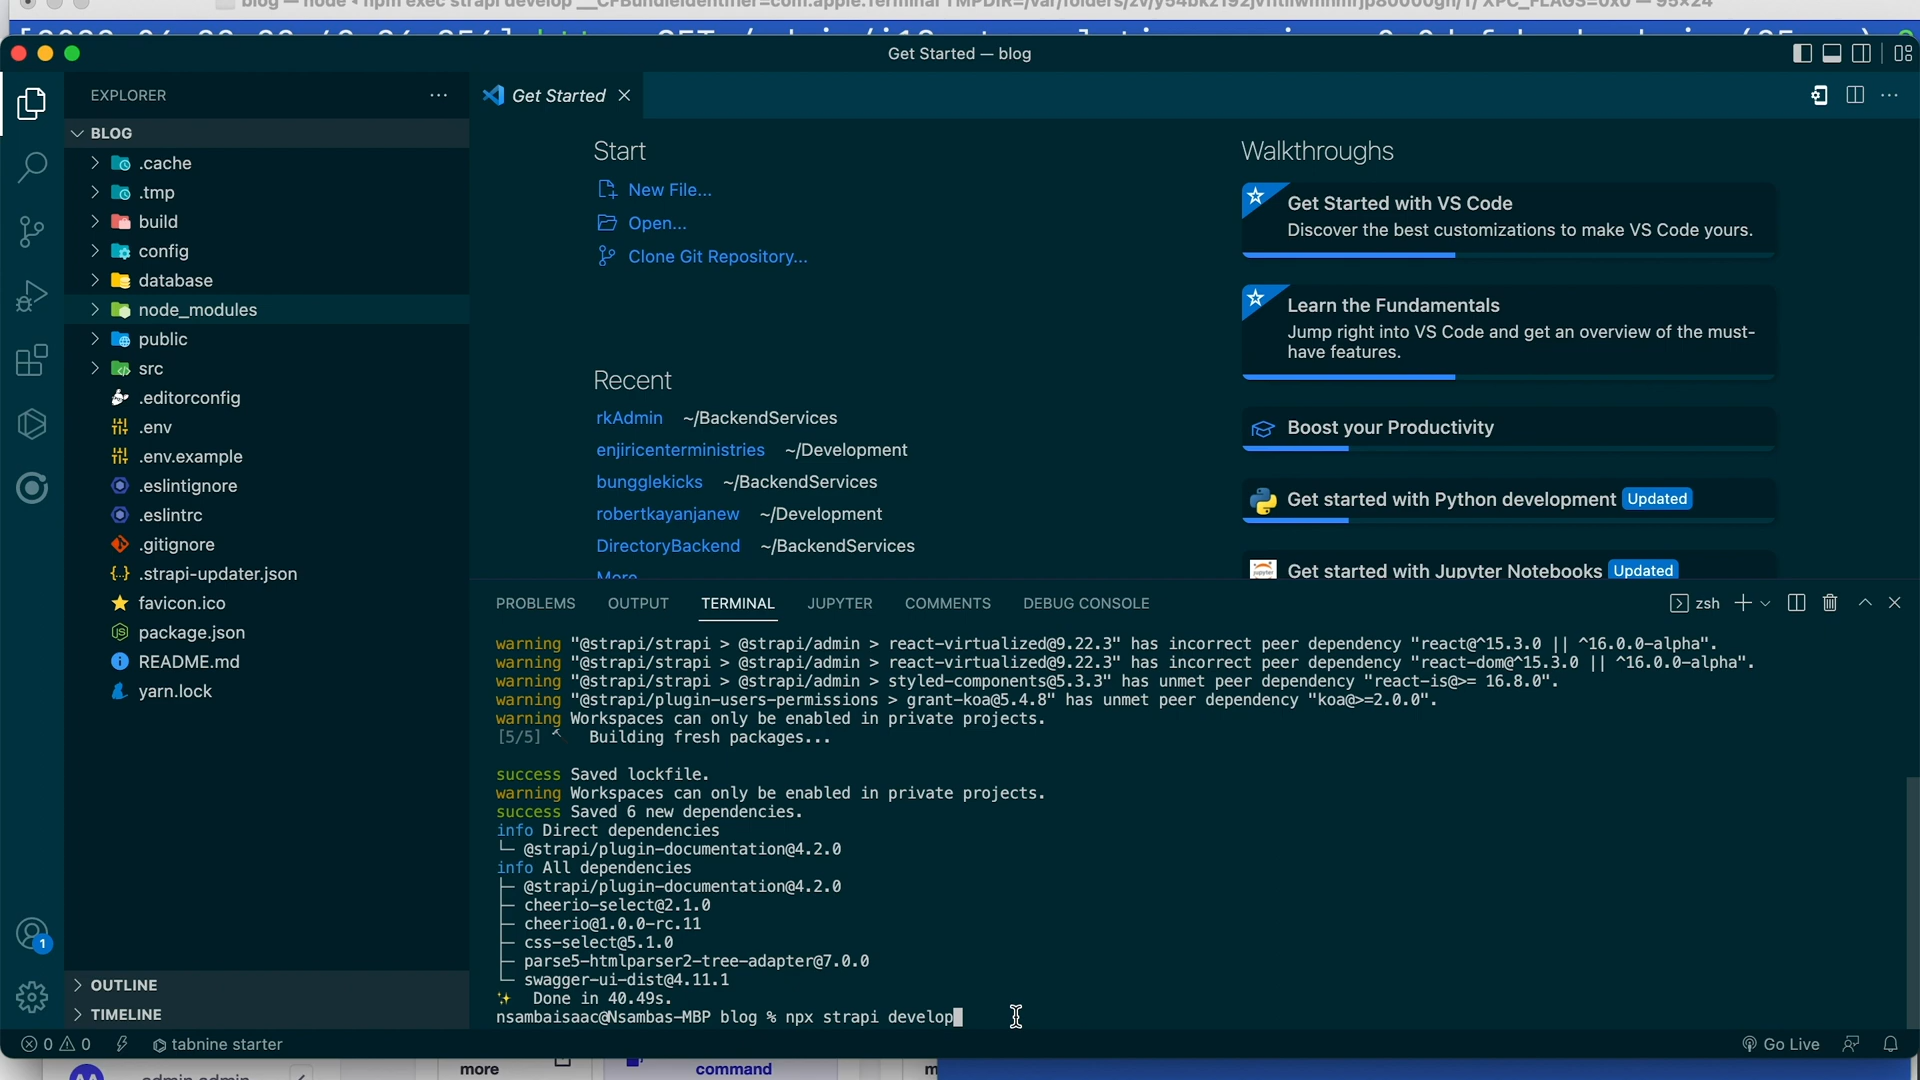 Get Started — blog
EXPLORER
Get Started
BLOG
.cache
.tmp
build
config
database
node_modules
public
src
.editorconfig
.env
.env.example
.eslintignore
.eslintrc
.gitignore
.strapi-updater.json
favicon.ico
package.json
README.md
yarn.lock
OUTLINE
TIMELINE
Start
New File...
Open...
Clone Git Repository...
Recent
rkAdmin ~/BackendServices
enjiricenterministries ~/Development
bungglekicks ~/BackendServices
robertkayanjanew ~/Development
DirectoryBackend ~/BackendServices
More
Walkthroughs
Get Started with VS Code
Discover the best customizations to make VS Code yours.
Learn the Fundamentals
Jump right into VS Code and get an overview of the must-
have features.
Boost your Productivity
Get started with Python development Updated
Get started with Jupyter Notebooks Updated
PROBLEMS OUTPUT TERMINAL JUPYTER COMMENTS DEBUG CONSOLE
zsh
warning "@strapi/strapi > @strapi/admin > react-virtualized@9.22.3" has incorrect peer dependency "react@^15.3.0 || ^16.0.0-alpha".
warning "@strapi/strapi > @strapi/admin > react-virtualized@9.22.3" has incorrect peer dependency "react-dom@^15.3.0 || ^16.0.0-alpha".
warning "@strapi/strapi > @strapi/admin > styled-components@5.3.3" has unmet peer dependency "react-is@>= 16.8.0".
warning "@strapi/plugin-users-permissions > grant-koa@5.4.8" has unmet peer dependency "koa@>=2.0.0".
warning Workspaces can only be enabled in private projects.
[5/5] Building fresh packages...
success Saved lockfile.
warning Workspaces can only be enabled in private projects.
success Saved 6 new dependencies.
info Direct dependencies
└─ @strapi/plugin-documentation@4.2.0
info All dependencies
├─ @strapi/plugin-documentation@4.2.0
├─ cheerio-select@2.1.0
├─ cheerio@1.0.0-rc.11
├─ css-select@5.1.0
├─ parse5-htmlparser2-tree-adapter@7.0.0
└─ swagger-ui-dist@4.11.1
✨ Done in 40.49s.
nsambaisaac@Nsambas-MBP blog % npx strapi develop
1
0 0 tabnine starter
Go Live
more
command